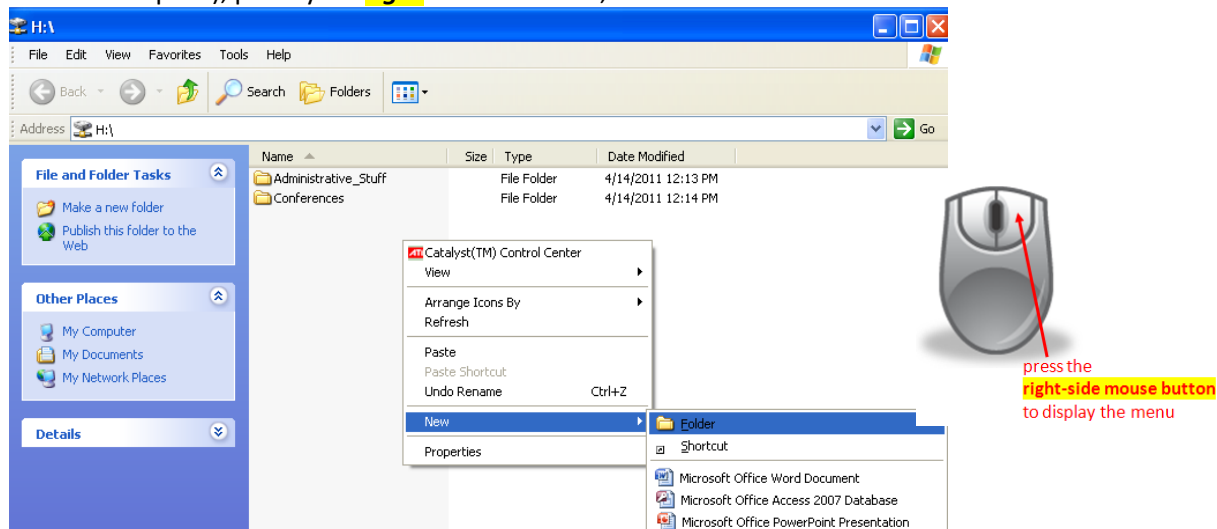 H:\
File Edit View Favorites Tools Help
Back Search Folders
Address H:\ Go
Name Size Type Date Modified
File and Folder Tasks
Make a new folder
Publish this folder to the
Web
Administrative_Stuff File Folder 4/14/2011 12:13 PM
Conferences File Folder 4/14/2011 12:14 PM
Other Places
My Computer
My Documents
My Network Places
Details
ATI Catalyst(TM) Control Center
View
Arrange Icons By
Refresh
Paste
Paste Shortcut
Undo Rename Ctrl+Z
New
Properties
Folder
Shortcut
Microsoft Office Word Document
Microsoft Office Access 2007 Database
Microsoft Office PowerPoint Presentation
press the
right-side mouse button
to display the menu